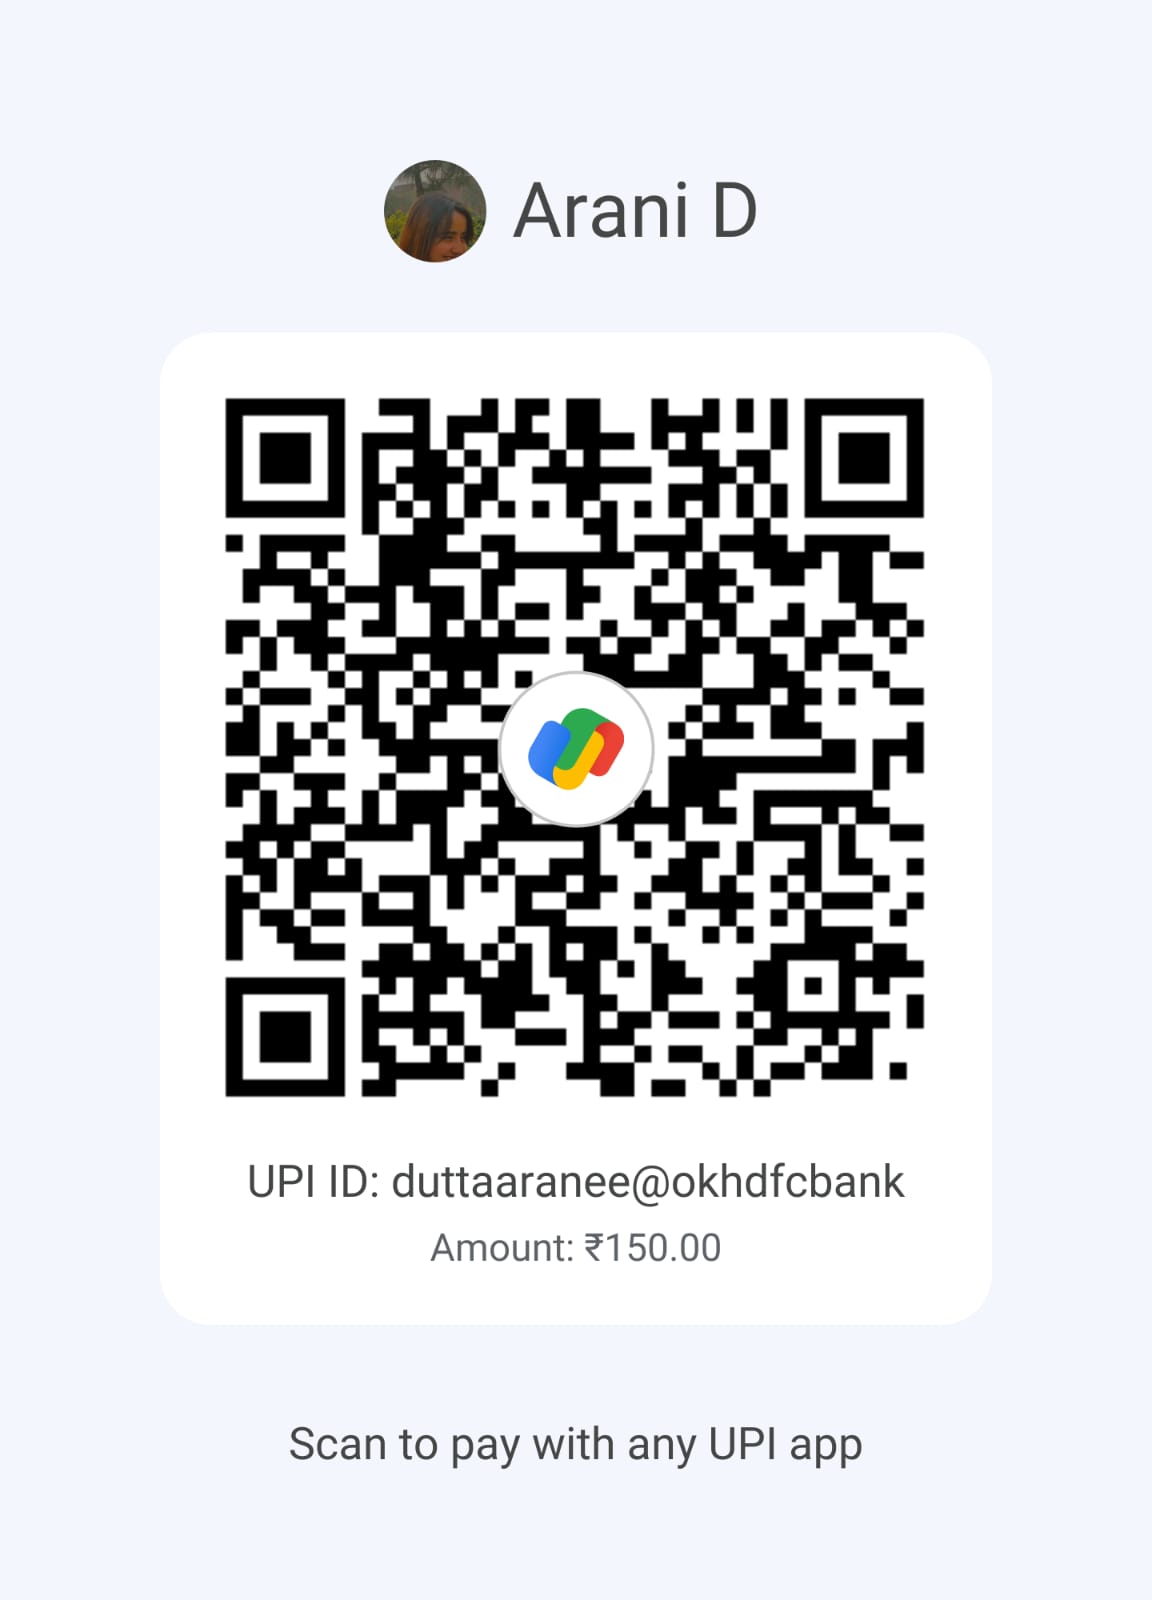 Arani D
UPI ID: duttaaranee@okhdfcbank
Amount: ₹150.00
Scan to pay with any UPI app